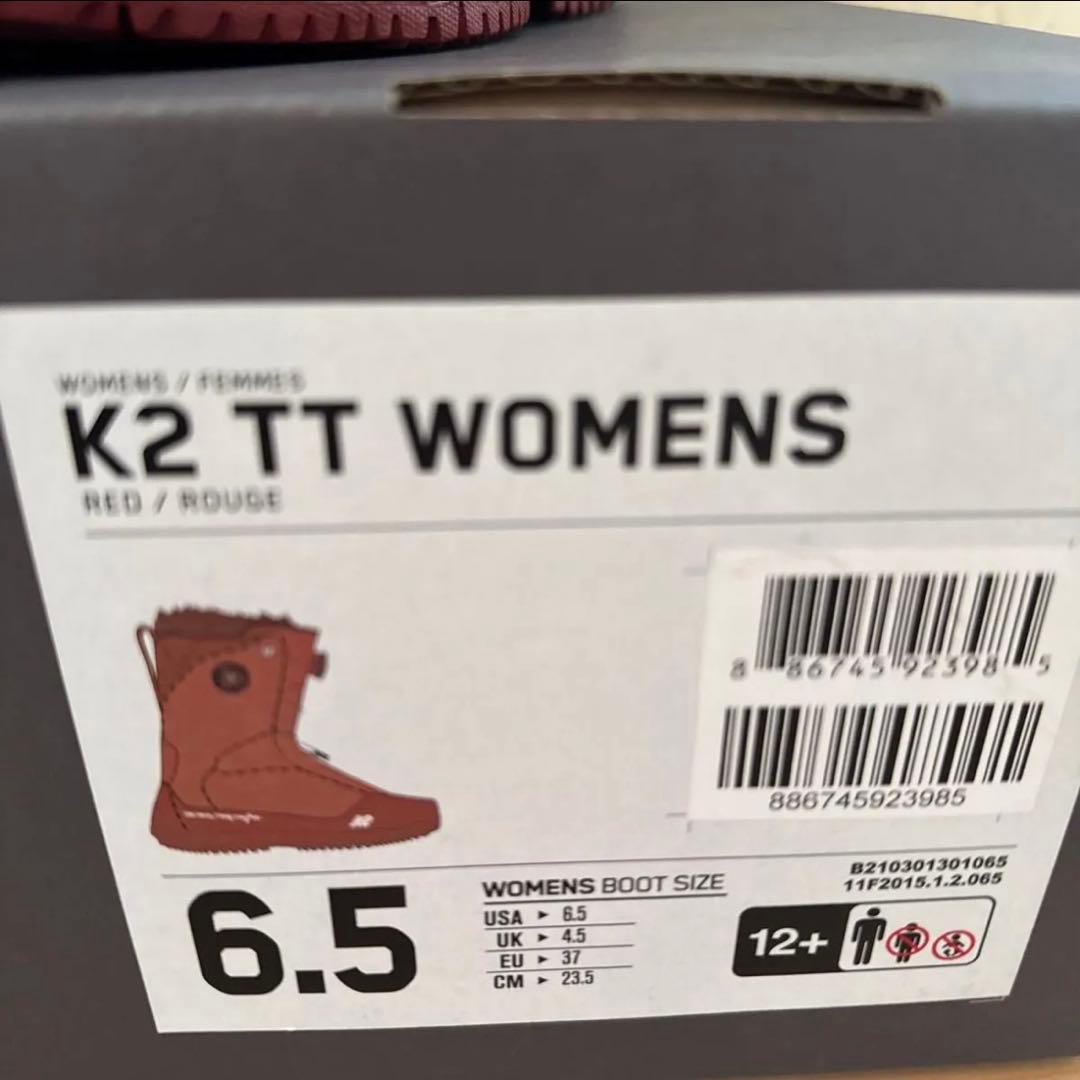 WOMENS / FEMMES
K2 TT WOMENS
RED / ROUGE
8 86745 92398 5
886745923985
6.5
WOMENS BOOT SIZE
USA ► 6.5
UK ► 4.5
EU ► 37
CM ► 23.5
B210301301065
11F2015.1.2.065
12+